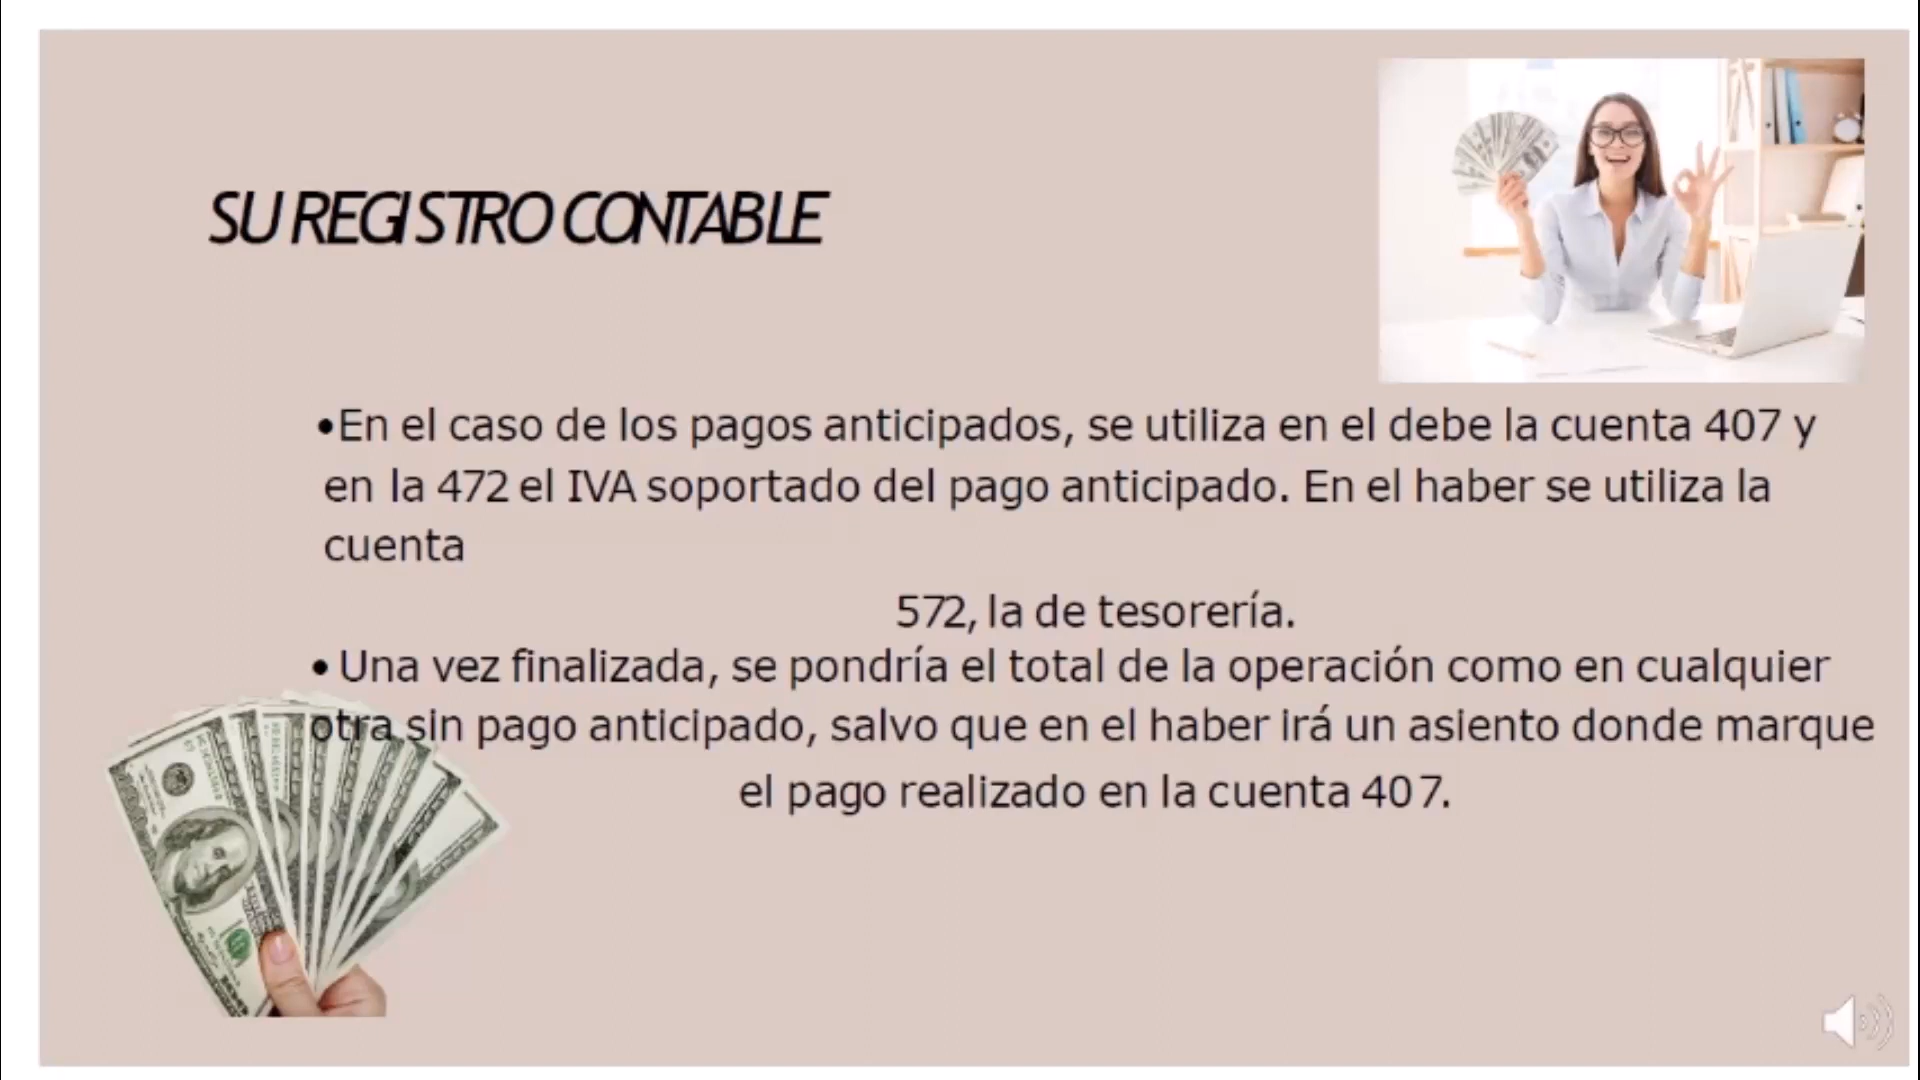 SU REGISTRO CONTABLE
•En el caso de los pagos anticipados, se utiliza en el debe la cuenta 407 y
en la 472 el IVA soportado del pago anticipado. En el haber se utiliza la
cuenta
572, la de tesorería.
• Una vez finalizada, se pondría el total de la operación como en cualquier
otra sin pago anticipado, salvo que en el haber irá un asiento donde marque
el pago realizado en la cuenta 407.